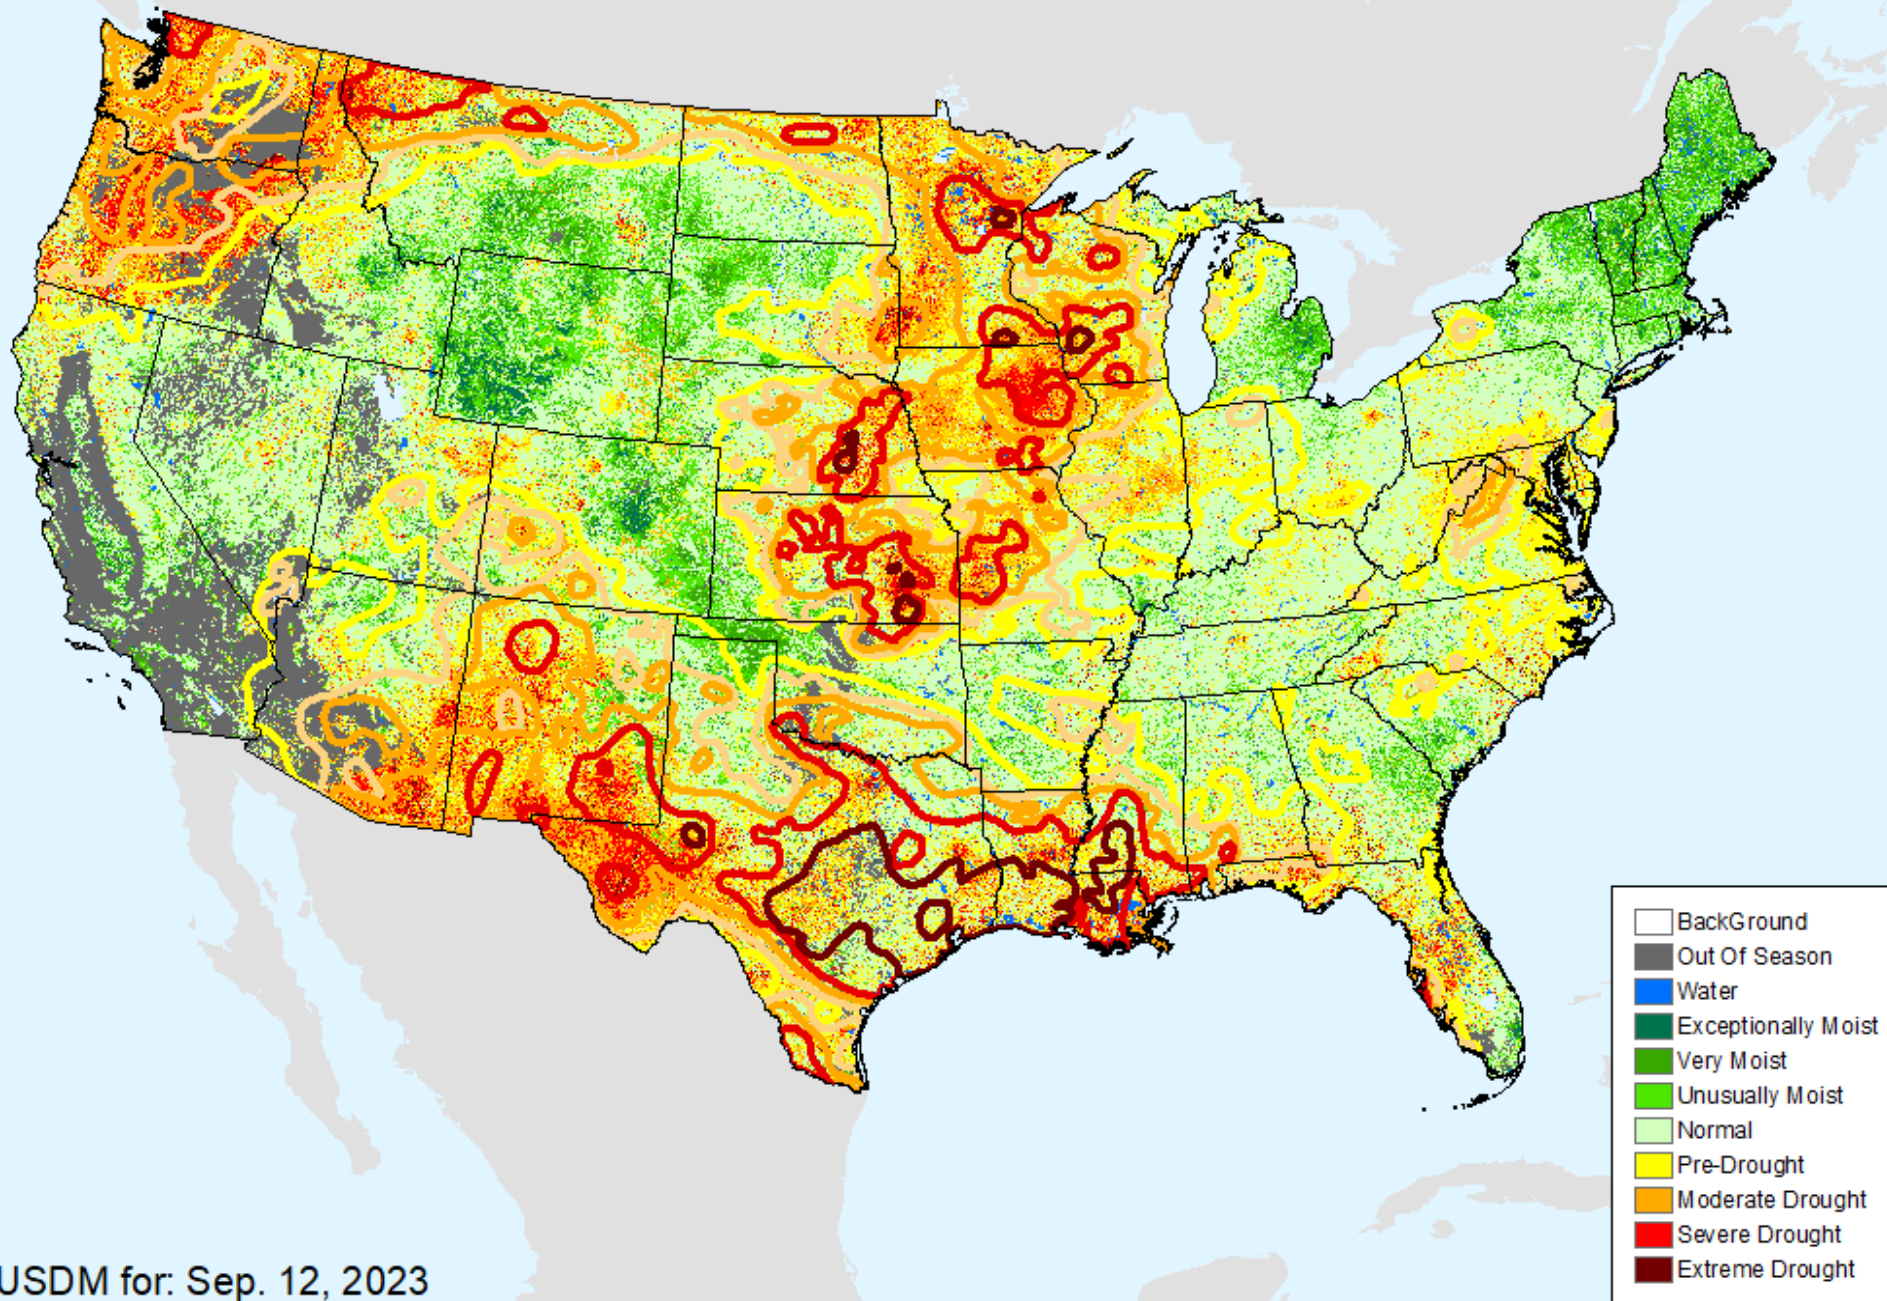 BackGround
Out Of Season
Water
Exceptionally Moist
Very Moist
Unusually Moist
Normal
Pre-Drought
Moderate Drought
Severe Drought
Extreme Drought
USDM for: Sep. 12, 2023